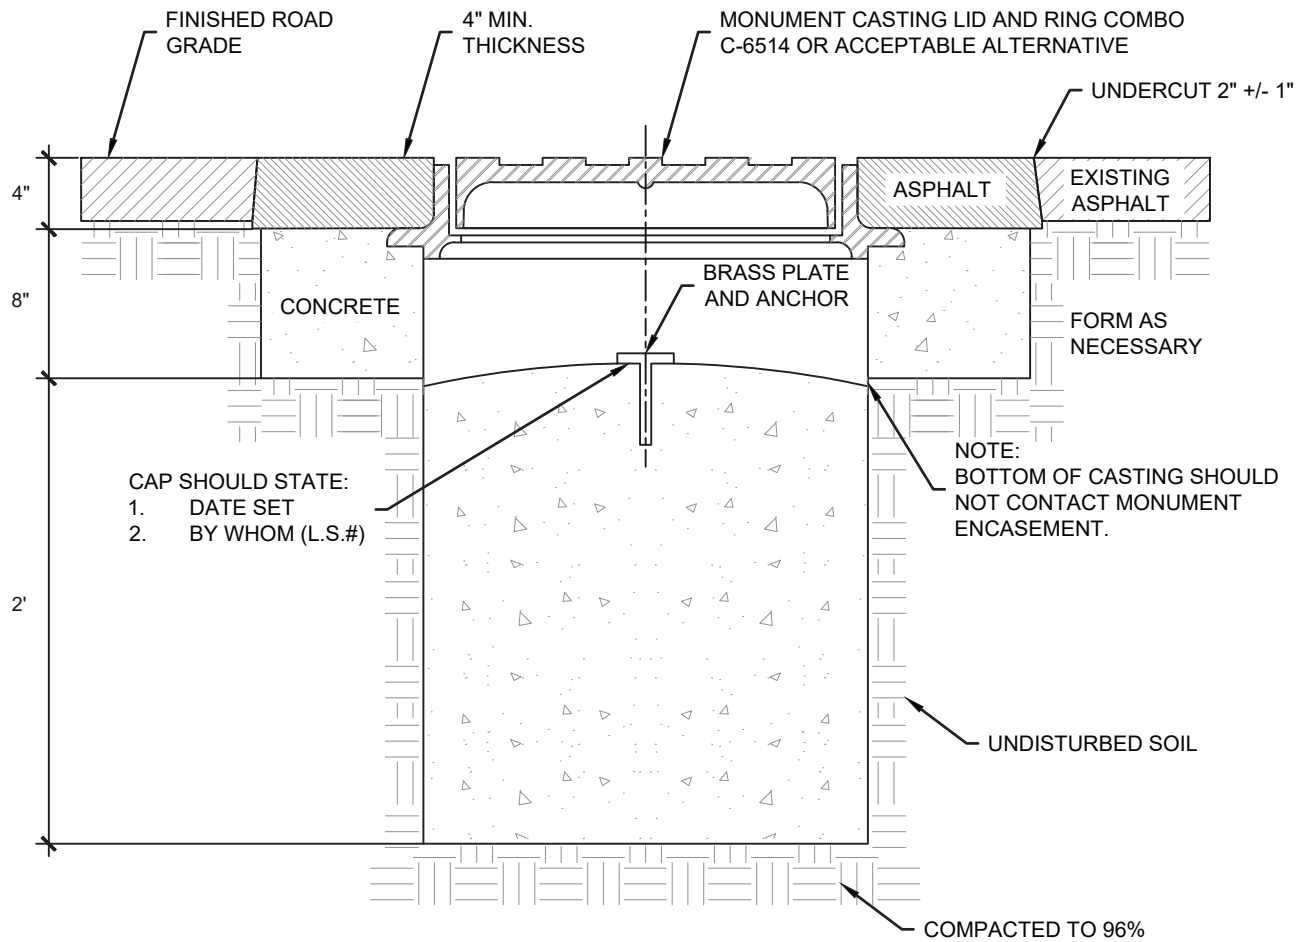 FINISHED ROAD
GRADE
4" MIN.
THICKNESS
MONUMENT CASTING LID AND RING COMBO
C-6514 OR ACCEPTABLE ALTERNATIVE
UNDERCUT 2" +/- 1"
4"
ASPHALT
EXISTING
ASPHALT
8"
CONCRETE
BRASS PLATE
AND ANCHOR
FORM AS
NECESSARY
CAP SHOULD STATE:
1. DATE SET
2. BY WHOM (L.S.#)
NOTE:
BOTTOM OF CASTING SHOULD
NOT CONTACT MONUMENT
ENCASEMENT.
2'
UNDISTURBED SOIL
COMPACTED TO 96%